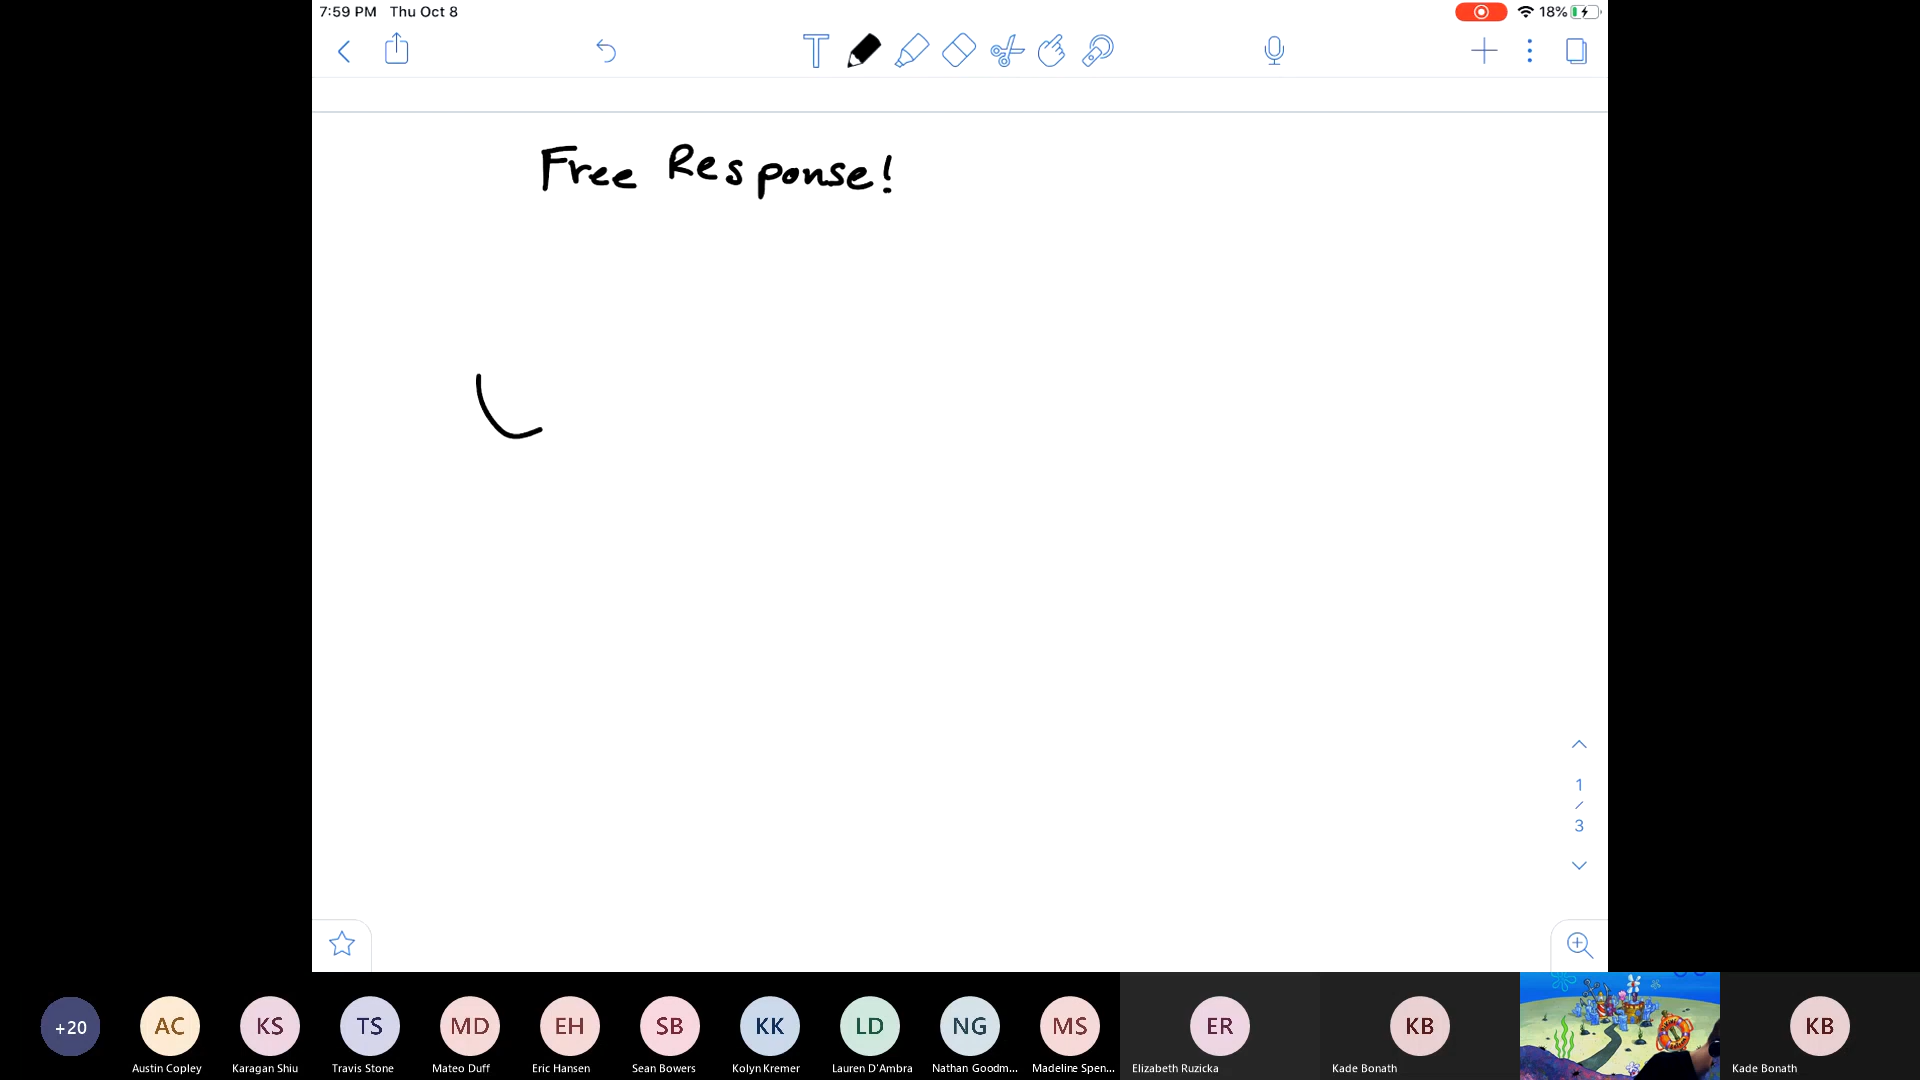 7:59 PM Thu Oct 8
18%
T
Free Response!
1
/
3
+20
AC
KS
TS
MD
EH
SB
KK
LD
NG
MS
ER
KB
KB
Austin Copley
Karagan Shiu
Travis Stone
Mateo Duff
Eric Hansen
Sean Bowers
Kolyn Kremer
Lauren D'Ambra
Nathan Goodm...
Madeline Spen...
Elizabeth Ruzicka
Kade Bonath
Kade Bonath